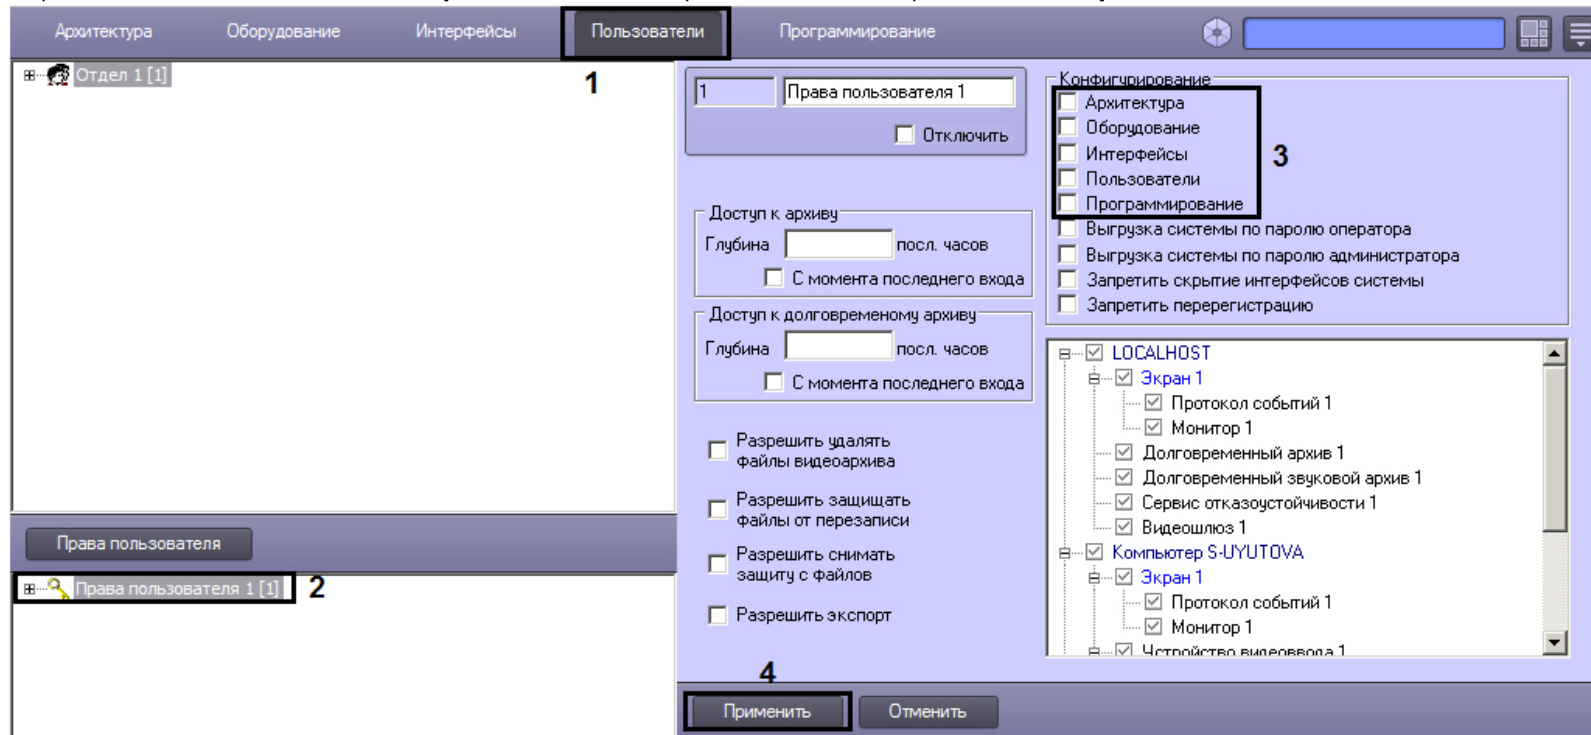 Архитектура Оборудование Интерфейсы Пользователи Программирование
Отдел 1 [1]
1
Права пользователя
Права пользователя 1 [1]
2
1 Права пользователя 1
Отключить
Доступ к архиву
Глубина посл. часов
С момента последнего входа
Доступ к долговременому архиву
Глубина посл. часов
С момента последнего входа
Разрешить удалять
файлы видеоархива
Разрешить защищать
файлы от перезаписи
Разрешить снимать
защиту с файлов
Разрешить экспорт
Конфигурирование
Архитектура
Оборудование
Интерфейсы
3
Пользователи
Программирование
Выгрузка системы по паролю оператора
Выгрузка системы по паролю администратора
Запретить скрытие интерфейсов системы
Запретить перерегистрацию
LOCALHOST
Экран 1
Протокол событий 1
Монитор 1
Долговременный архив 1
Долговременный звуковой архив 1
Сервис отказоустойчивости 1
Видеошлюз 1
Компьютер S-UYUTOVA
Экран 1
Протокол событий 1
Монитор 1
Устройство видеоввода 1
4
Применить Отменить